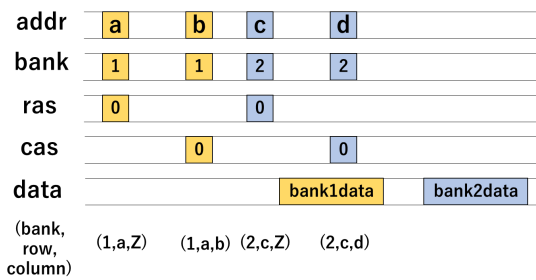 addr a b c d
bank 1 1 2 2
ras 0 0
cas 0 0
data bank1data bank2data
(bank,
row,
column)
(1,a,Z) (1,a,b) (2,c,Z) (2,c,d)